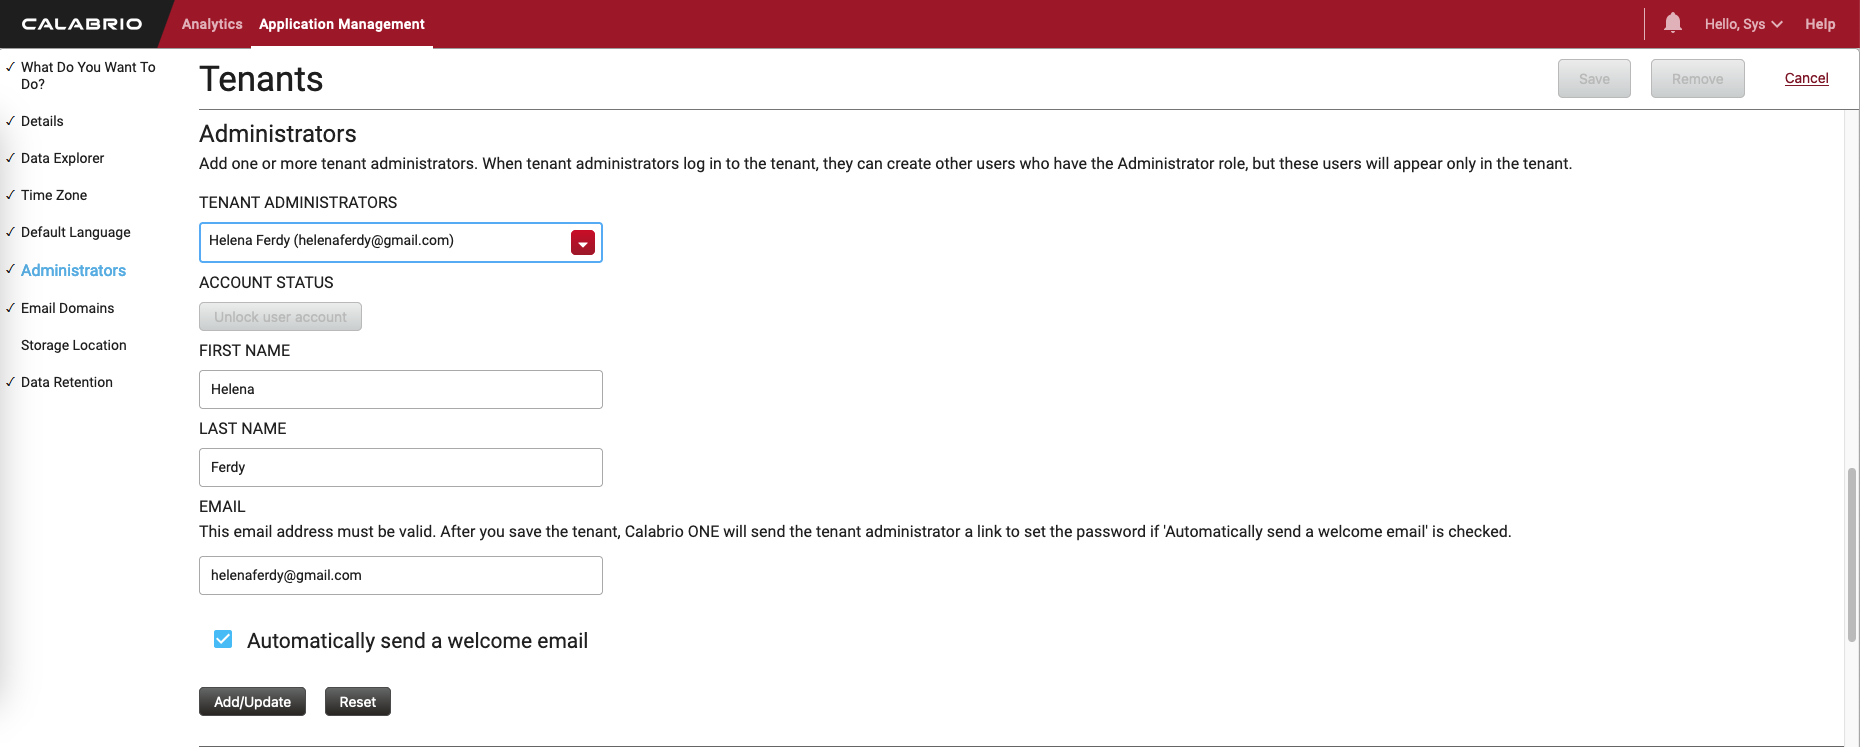 CALABRIO
Analytics
Application Management
Hello, Sys
Help
✓ What Do You Want To
Do?
✓ Details
✓ Data Explorer
✓ Time Zone
✓ Default Language
✓ Administrators
✓ Email Domains
Storage Location
✓ Data Retention
Tenants
Save
Remove
Cancel
Administrators
Add one or more tenant administrators. When tenant administrators log in to the tenant, they can create other users who have the Administrator role, but these users will appear only in the tenant.
TENANT ADMINISTRATORS
Helena Ferdy (helenaferdy@gmail.com)
ACCOUNT STATUS
Unlock user account
FIRST NAME
Helena
LAST NAME
Ferdy
EMAIL
This email address must be valid. After you save the tenant, Calabrio ONE will send the tenant administrator a link to set the password if 'Automatically send a welcome email' is checked.
helenaferdy@gmail.com
Automatically send a welcome email
Add/Update
Reset